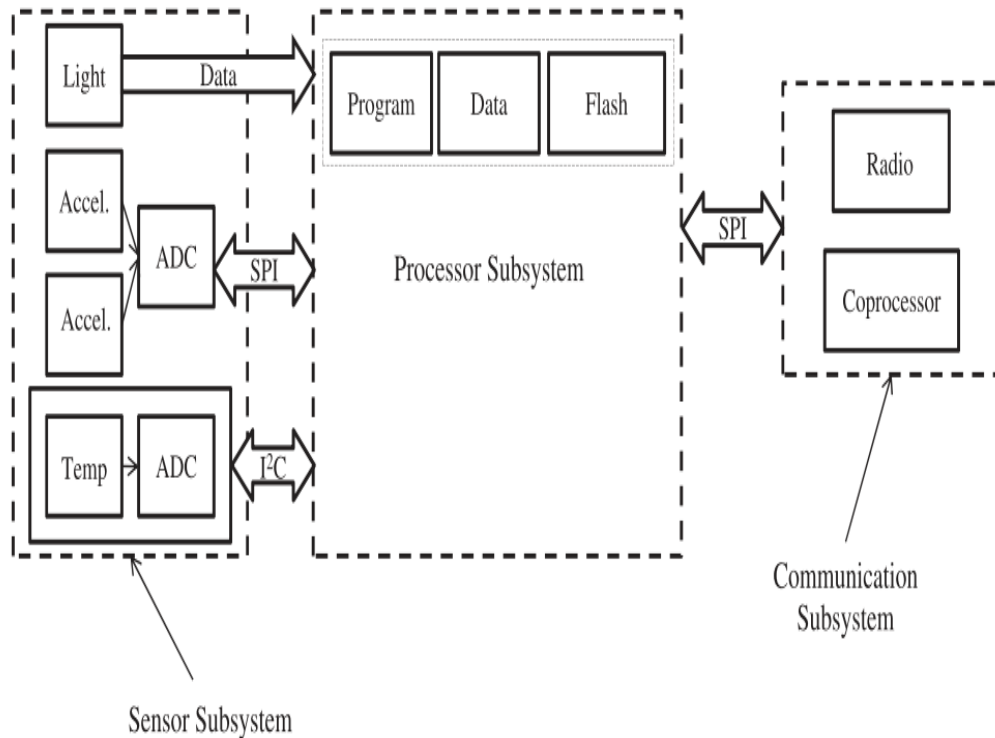 Light
Data
Program
Data
Flash
Radio
Accel.
ADC
SPI
Accel.
Processor Subsystem
SPI
Coprocessor
Temp
ADC
I²C
Communication
Subsystem
Sensor Subsystem